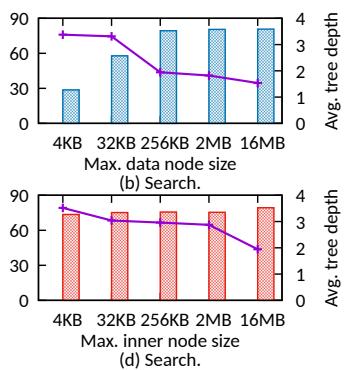 90 60 30 0
4 3 2 1 0
Avg. tree depth
4KB 32KB 256KB 2MB 16MB
Max. data node size
(b) Search.
90 60 30 0
4 3 2 1 0
Avg. tree depth
4KB 32KB 256KB 2MB 16MB
Max. inner node size
(d) Search.